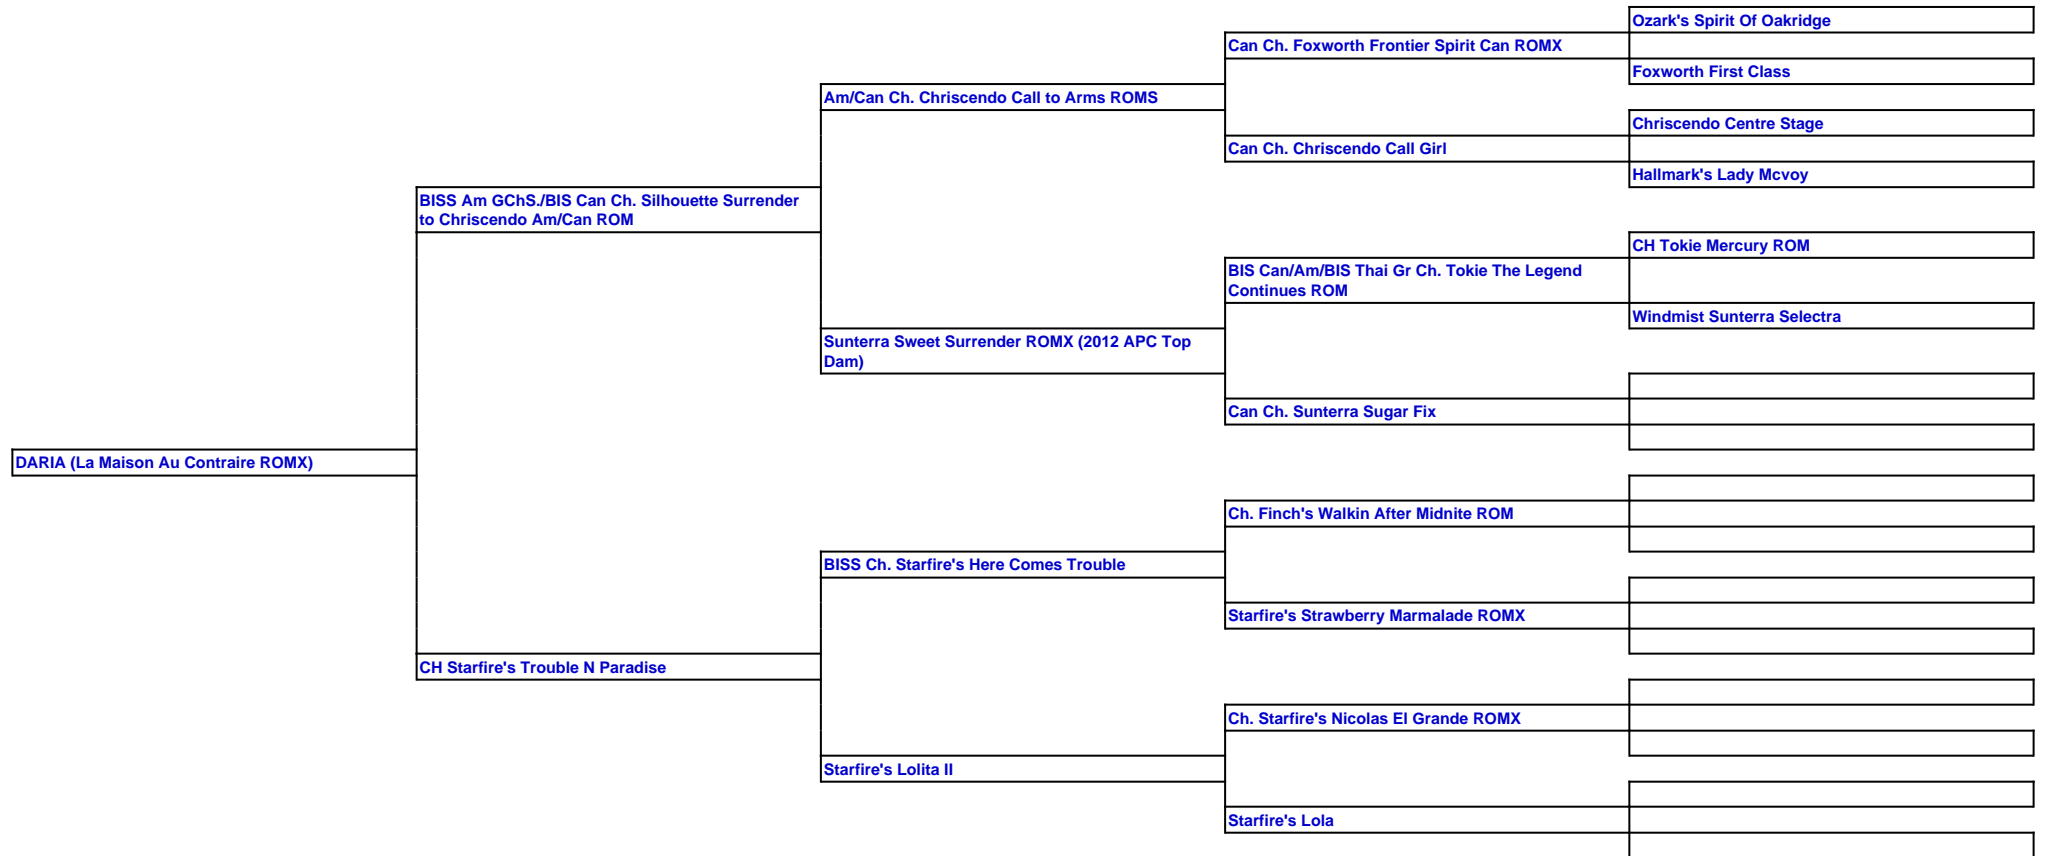 Ozark's Spirit Of Oakridge
Can Ch. Foxworth Frontier Spirit Can ROMX
Foxworth First Class
Am/Can Ch. Chriscendo Call to Arms ROMS
Chriscendo Centre Stage
Can Ch. Chriscendo Call Girl
Hallmark's Lady Mcvoy
BISS Am GChS./BIS Can Ch. Silhouette Surrender
to Chriscendo Am/Can ROM
CH Tokie Mercury ROM
BIS Can/Am/BIS Thai Gr Ch. Tokie The Legend
Continues ROM
Windmist Sunterra Selectra
Sunterra Sweet Surrender ROMX (2012 APC Top
Dam)
Can Ch. Sunterra Sugar Fix
DARIA (La Maison Au Contraire ROMX)
Ch. Finch's Walkin After Midnite ROM
BISS Ch. Starfire's Here Comes Trouble
Starfire's Strawberry Marmalade ROMX
CH Starfire's Trouble N Paradise
Ch. Starfire's Nicolas El Grande ROMX
Starfire's Lolita II
Starfire's Lola